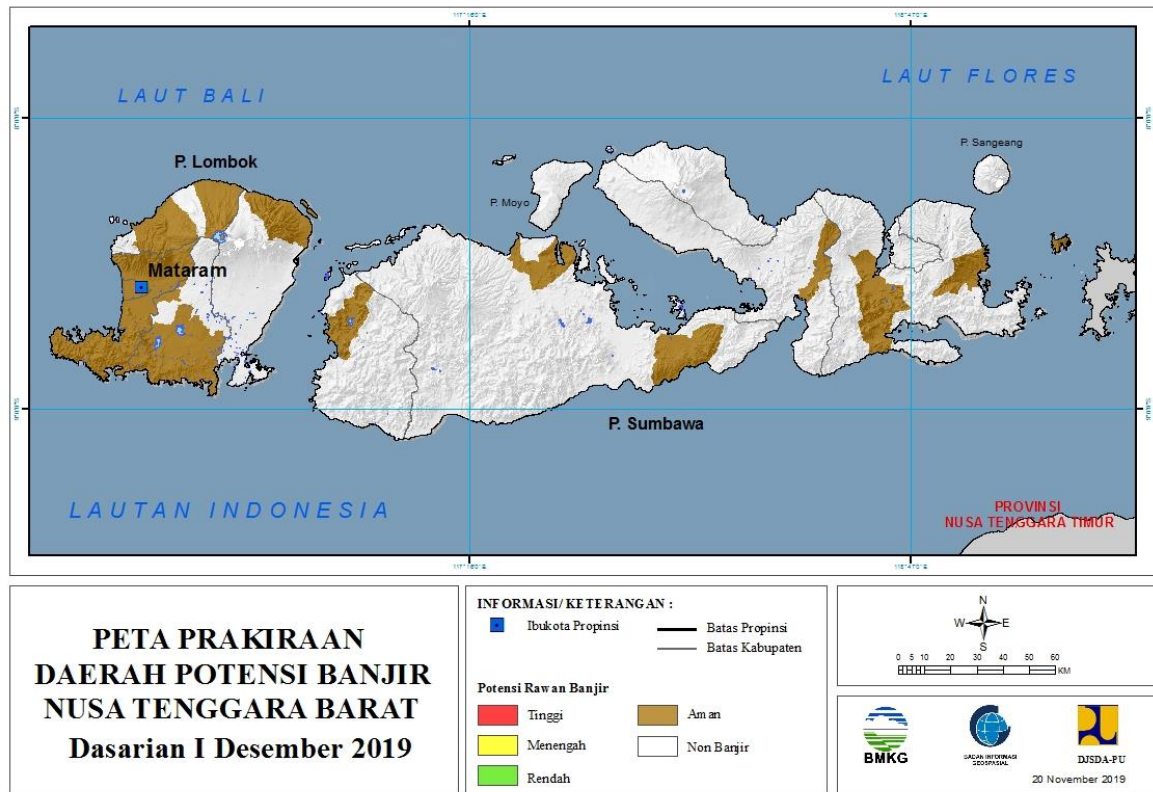 LAUT BALI
LAUT FLORES
P. Lombok
P. Sangeang
P. Moyo
Mataram
P. Sumbawa
LAUTAN INDONESIA
PROVINSI
NUSA TENGGARA TIMUR
PETA PRAKIRAAN
DAERAH POTENSI BANJIR
NUSA TENGGARA BARAT
Dasarian I Desember 2019
INFORMASI/ KETERANGAN :
Ibukota Propinsi
Batas Propinsi
Batas Kabupaten
Potensi Rawan Banjir
Tinggi
Aman
Menengah
Non Banjir
Rendah
N
W E
S
0 5 10 20 30 40 50 60
KM
BMKG
BADAN INFORMASI
GEOSPASIAL
DJSDA-PU
20 November 2019